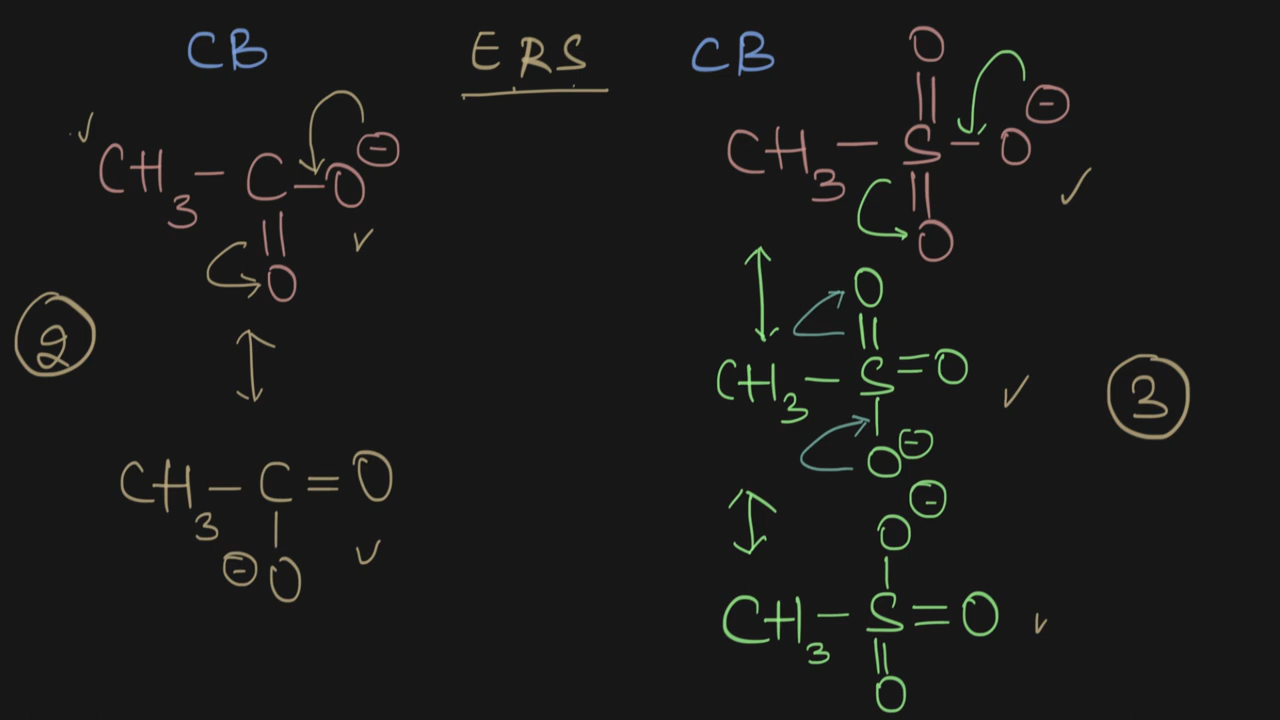 CB
ERS
CB
CH₃–C–O⊖
||
O
②
CH₃–C=O
|
⊖O
O
||
CH₃–S–O⊖
||
O
O
||
CH₃–S=O
|
O⊖
③
O⊖
|
CH₃–S=O
||
O